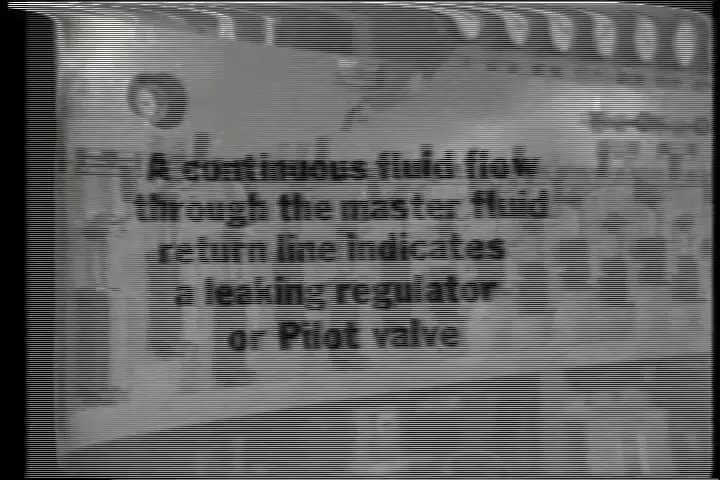 A continuous fluid flow
through the master fluid
return line indicates
a leaking regulator
or Pilot valve